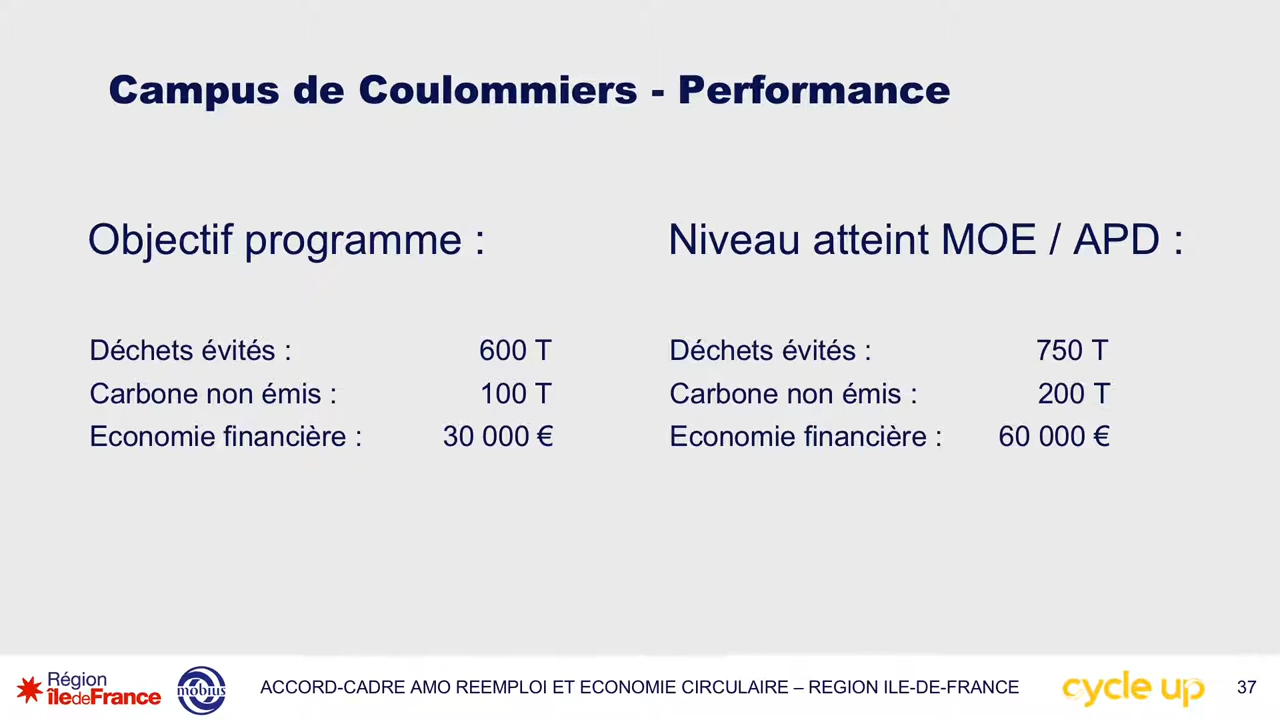 Campus de Coulommiers - Performance
Objectif programme :
Déchets évités : 600 T
Carbone non émis : 100 T
Economie financière : 30 000 €
Niveau atteint MOE / APD :
Déchets évités : 750 T
Carbone non émis : 200 T
Economie financière : 60 000 €
Région
îledeFrance
mobius
ACCORD-CADRE AMO REEMPLOI ET ECONOMIE CIRCULAIRE – REGION ILE-DE-FRANCE
cycle up
37